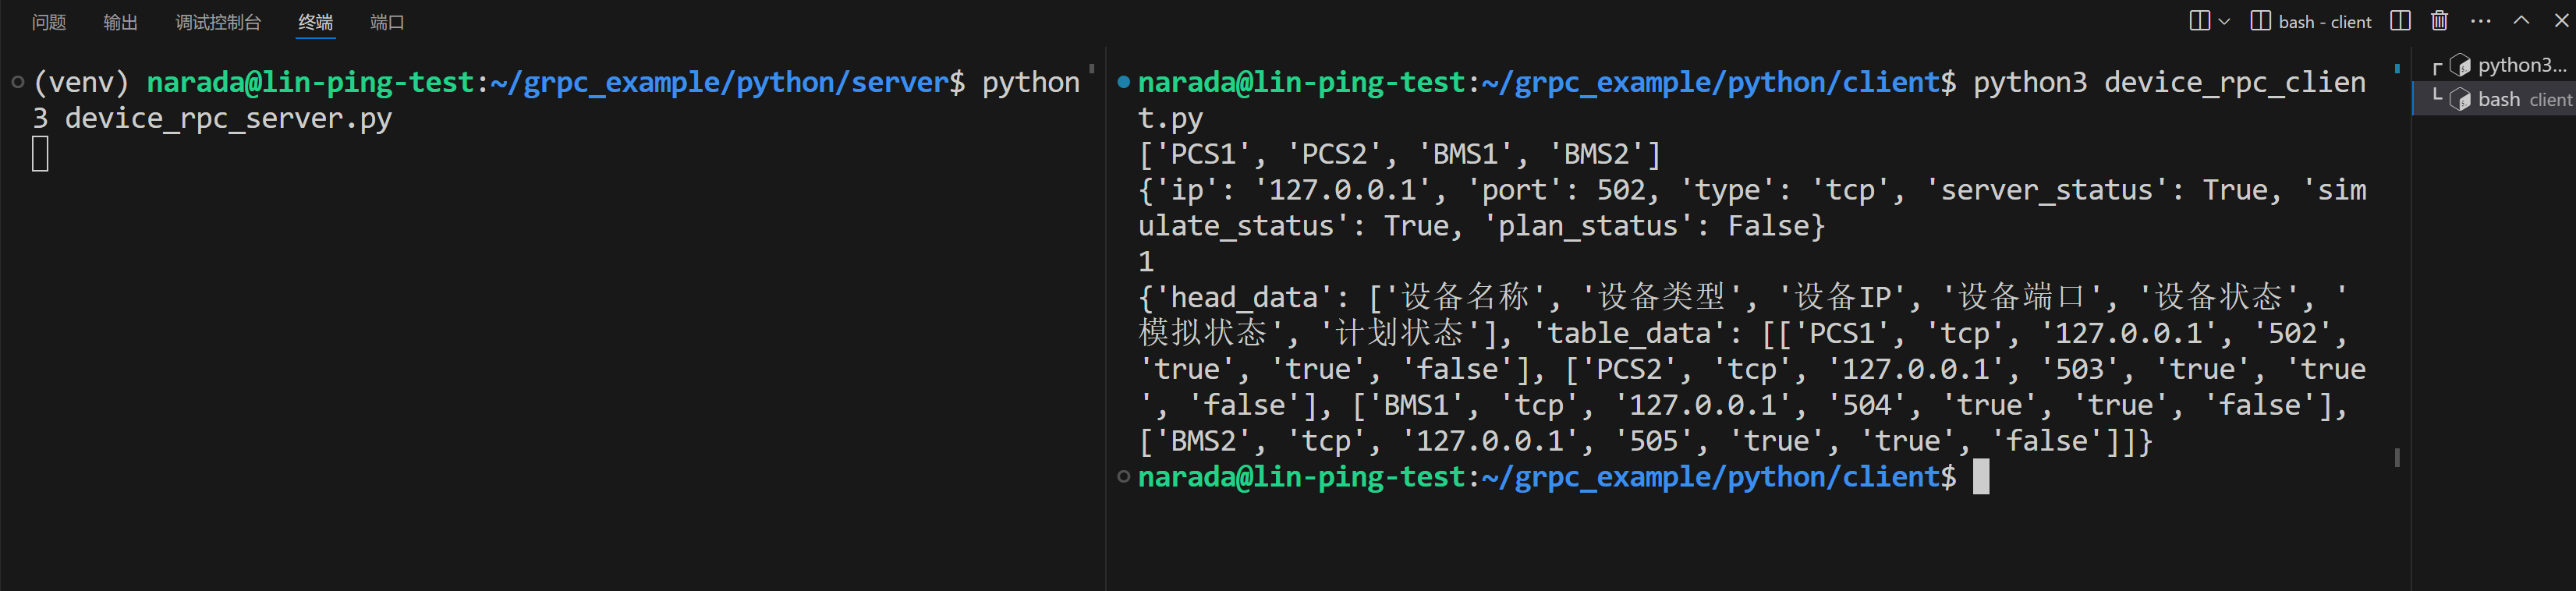 问题 输出 调试控制台 终端 端口
bash - client
(venv) narada@lin-ping-test:~/grpc_example/python/server$ python
3 device_rpc_server.py
narada@lin-ping-test:~/grpc_example/python/client$ python3 device_rpc_clien
t.py
['PCS1', 'PCS2', 'BMS1', 'BMS2']
{'ip': '127.0.0.1', 'port': 502, 'type': 'tcp', 'server_status': True, 'sim
ulate_status': True, 'plan_status': False}
1
{'head_data': ['设备名称', '设备类型', '设备IP', '设备端口', '设备状态', '
模拟状态', '计划状态'], 'table_data': [['PCS1', 'tcp', '127.0.0.1', '502',
'true', 'true', 'false'], ['PCS2', 'tcp', '127.0.0.1', '503', 'true', 'true
', 'false'], ['BMS1', 'tcp', '127.0.0.1', '504', 'true', 'true', 'false'],
['BMS2', 'tcp', '127.0.0.1', '505', 'true', 'true', 'false']]}
narada@lin-ping-test:~/grpc_example/python/client$
python3...
bash client